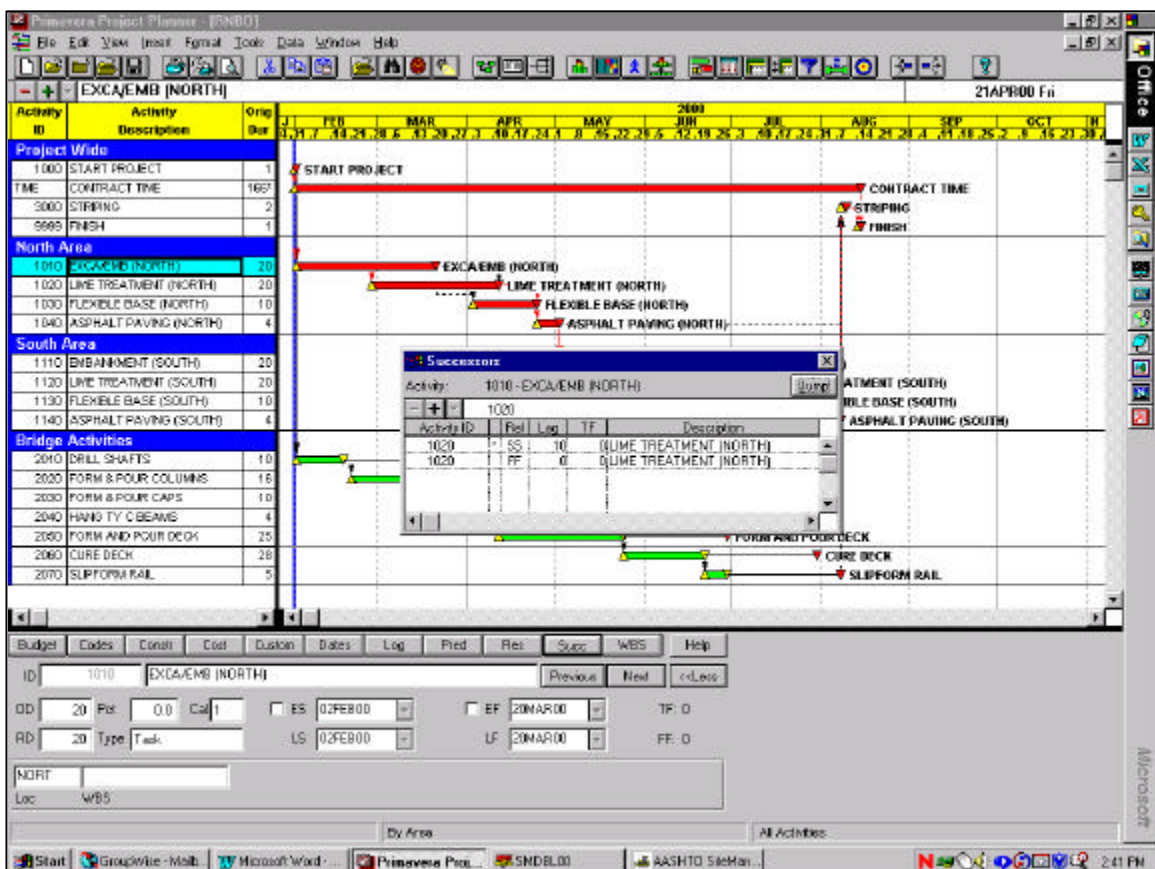 Primavera Project Planner - [RNBO]
File Edit View Insert Format Tools Data Window Help
EXCA/EMB (NORTH) 21APR00 Fri
Activity Activity Orig 2000
ID Description Dur FEB MAR APR MAY JUN JUL AUG SEP OCT N
Project Wide
1000 START PROJECT 1 START PROJECT
TIME CONTRACT TIME 166* CONTRACT TIME
3000 STRIPING 2 STRIPING
9999 FINISH 1 FINISH
North Area
1010 EXCA/EMB (NORTH) 20 EXCA/EMB (NORTH)
1020 LIME TREATMENT (NORTH) 20 LIME TREATMENT (NORTH)
1030 FLEXIBLE BASE (NORTH) 10 FLEXIBLE BASE (NORTH)
1040 ASPHALT PAVING (NORTH) 4 ASPHALT PAVING (NORTH)
South Area
1110 EMBANKMENT (SOUTH) 20
1120 LIME TREATMENT (SOUTH) 20 ATMENT (SOUTH)
1130 FLEXIBLE BASE (SOUTH) 10 BLE BASE (SOUTH)
1140 ASPHALT PAVING (SOUTH) 4 ASPHALT PAVING (SOUTH)
Bridge Activities
2010 DRILL SHAFTS 10
2020 FORM & POUR COLUMNS 16
2030 FORM & POUR CAPS 10
2040 HANG TY C BEAMS 4
2050 FORM AND POUR DECK 25 FORM AND POUR DECK
2060 CURE DECK 28 CURE DECK
2070 SLIPFORM RAIL 5 SLIPFORM RAIL
Successors
Activity: 1010 - EXCA/EMB (NORTH) Jump
1020
Activity ID Rel Lag TF Description
1020 SS 10 0 LIME TREATMENT (NORTH)
1020 FF 0 0 LIME TREATMENT (NORTH)
Budget Codes Constr Cost Custom Dates Log Pred Res Succ WBS Help
ID 1010 EXCA/EMB (NORTH) Previous Next <<Less
OD 20 Pct 0.0 Cal 1 ES 02FEB00 EF 20MAR00 TF: 0
RD 20 Type Task LS 02FEB00 LF 20MAR00 FF: 0
NORT
Loc WBS
By Area All Activities
Start GroupWise - Mailb... Microsoft Word - ... Primavera Proj... SMDBL00 AASHTO SiteMan... 2:41 PM
Office
Microsoft